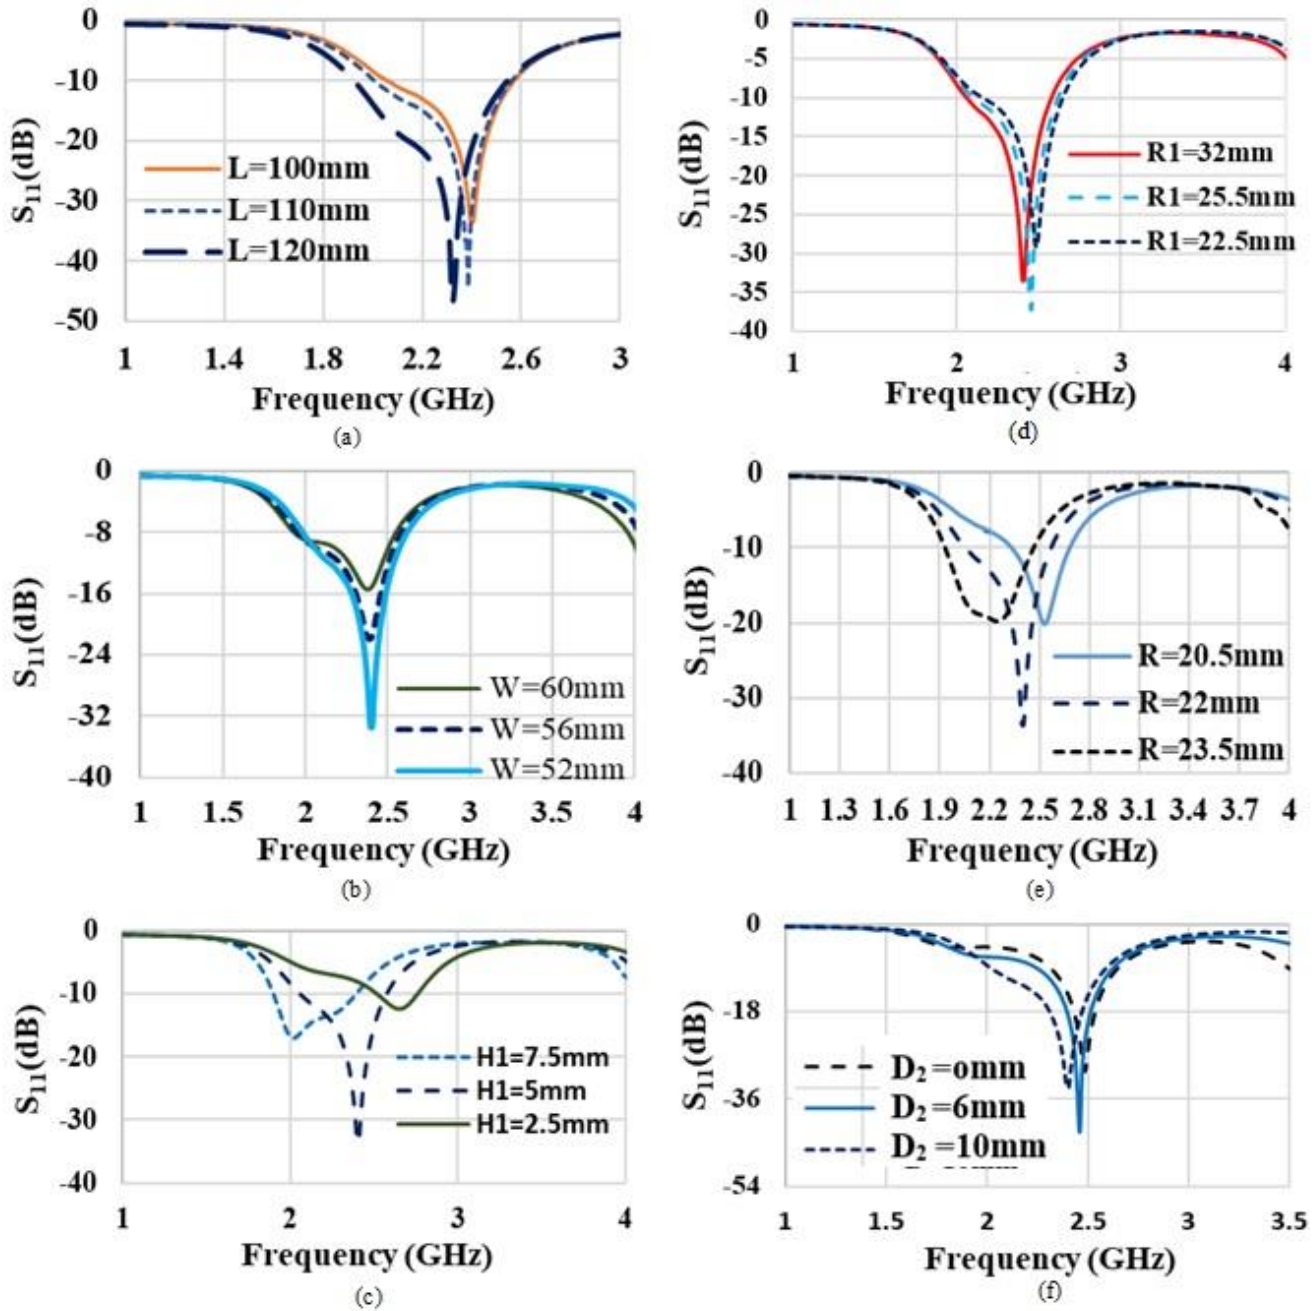 0
-10
-20
-30
-40
-50
S11(dB)
L=100mm
L=110mm
L=120mm
1 1.4 1.8 2.2 2.6 3
Frequency (GHz)
(a)
0
-5
-10
-15
-20
-25
-30
-35
-40
S11(dB)
R1=32mm
R1=25.5mm
R1=22.5mm
1 2 3 4
Frequency (GHz)
(d)
0
-8
-16
-24
-32
-40
S11(dB)
W=60mm
W=56mm
W=52mm
1 2 2.5 3 3.5 4
Frequency (GHz)
(b)
0
-10
-20
-30
-40
S11(dB)
R=20.5mm
R=22mm
R=23.5mm
1 1.3 1.6 1.9 2.2 2.5 2.8 3.1 3.4 3.7 4
Frequency (GHz)
(e)
0
-10
-20
-30
-40
S11(dB)
H1=7.5mm
H1=5mm
H1=2.5mm
1 2 3 4
Frequency (GHz)
(c)
0
-18
-36
-54
S11(dB)
D2 =0mm
D2 =6mm
D2 =10mm
1 1.5 2 2.5 3 3.5
Frequency (GHz)
(f)